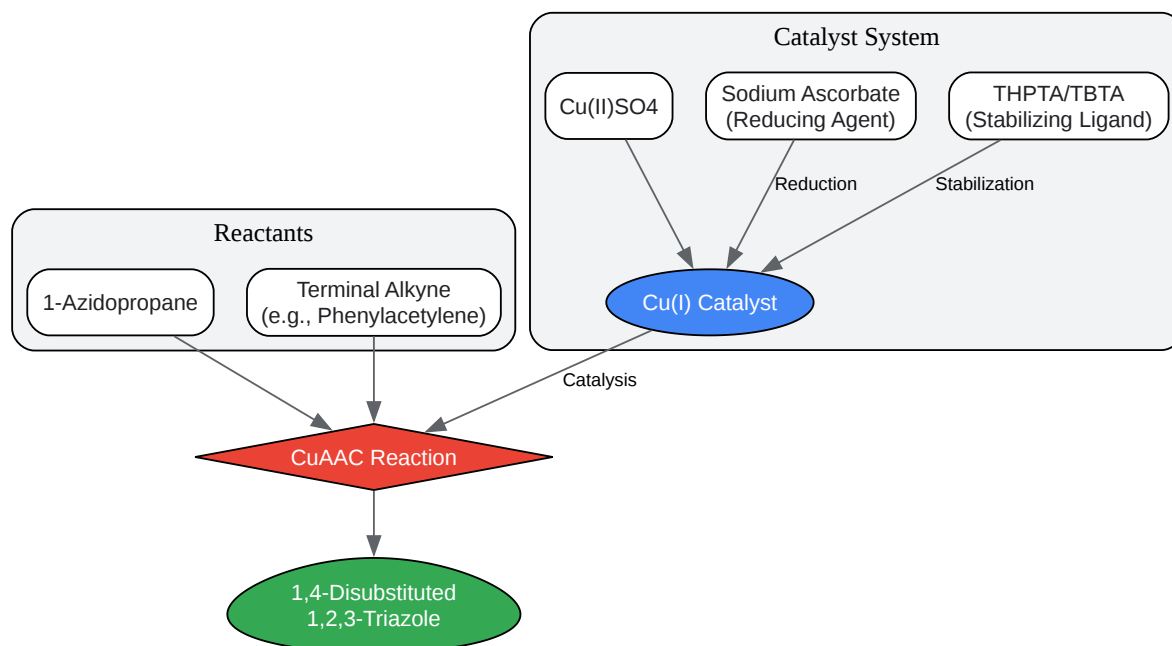 Catalyst System
Cu(II)SO4
Sodium Ascorbate
(Reducing Agent)
THPTA/TBTA
(Stabilizing Ligand)
Reduction
Stabilization
Reactants
1-Azidopropane
Terminal Alkyne
(e.g., Phenylacetylene)
Cu(I) Catalyst
Catalysis
CuAAC Reaction
1,4-Disubstituted
1,2,3-Triazole